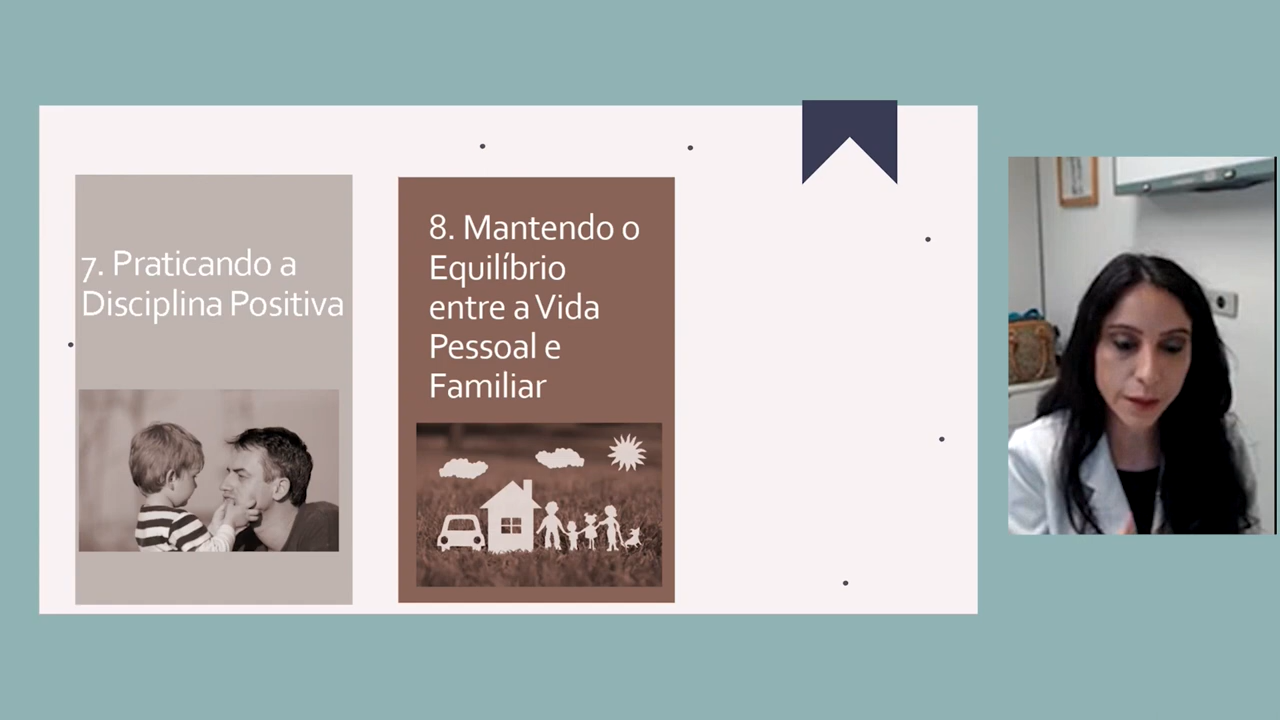 7. Praticando a
Disciplina Positiva
8. Mantendo o
Equilíbrio
entre a Vida
Pessoal e
Familiar